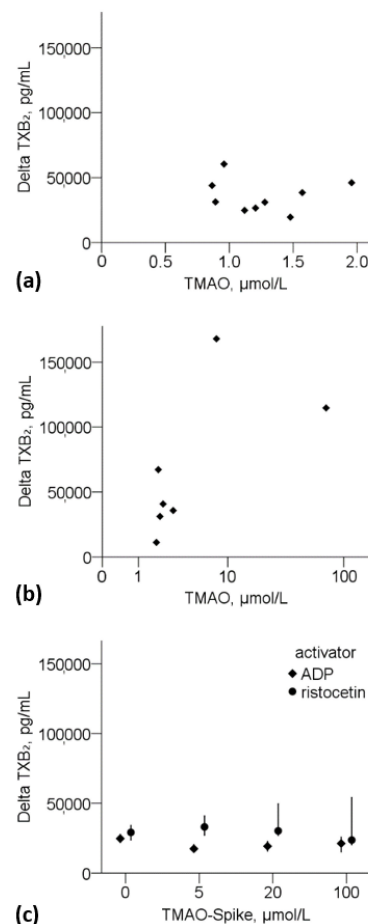 150000
100000
50000
0
Delta TXB₂, pg/mL
0 0.5 1.0 1.5 2.0
TMAO, µmol/L
(a)
150000
100000
50000
0
Delta TXB₂, pg/mL
0 1 10 100
TMAO, µmol/L
(b)
activator
ADP
ristocetin
150000
100000
50000
0
Delta TXB₂, pg/mL
0 5 20 100
TMAO-Spike, µmol/L
(c)